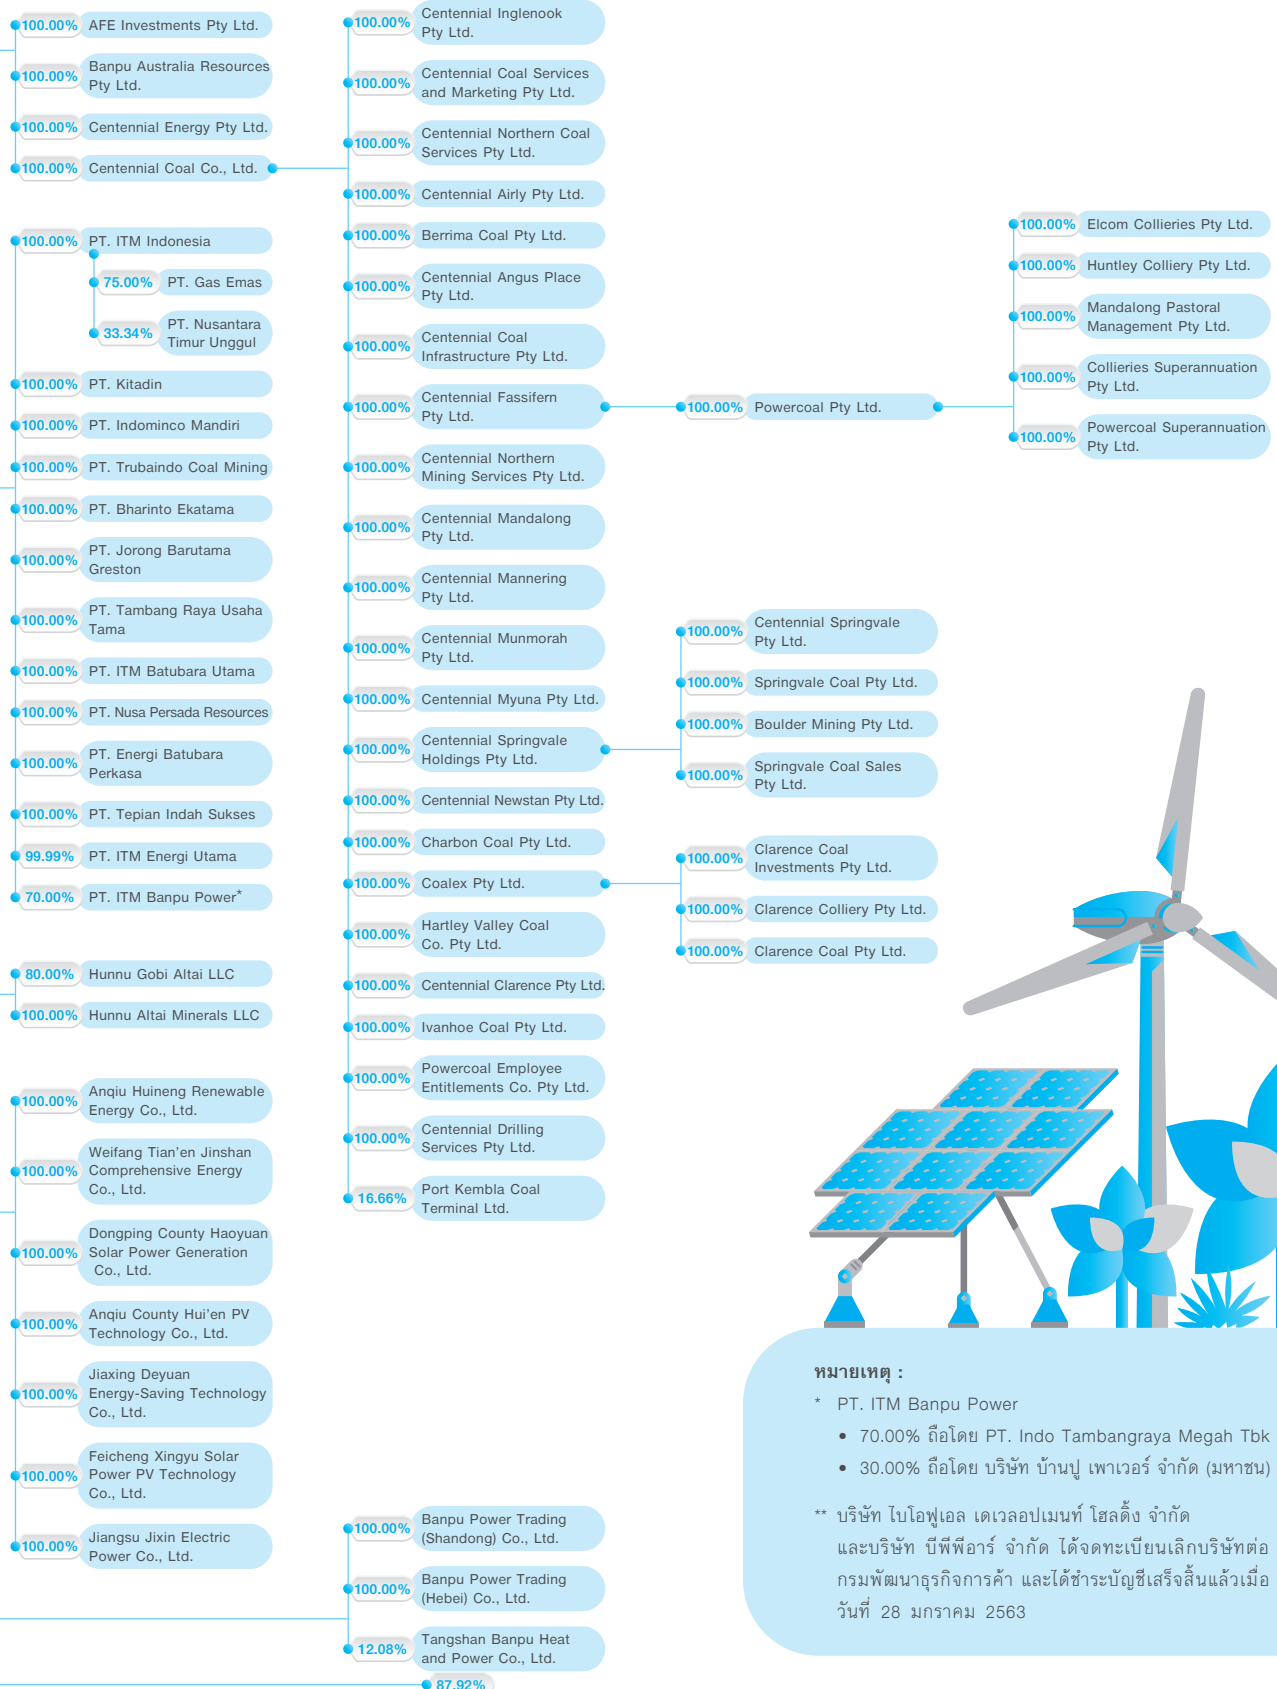 100.00% AFE Investments Pty Ltd.
100.00% Banpu Australia Resources
Pty Ltd.
100.00% Centennial Energy Pty Ltd.
100.00% Centennial Coal Co., Ltd.
100.00% PT. ITM Indonesia
75.00% PT. Gas Emas
33.34% PT. Nusantara
Timur Unggul
100.00% PT. Kitadin
100.00% PT. Indominco Mandiri
100.00% PT. Trubaindo Coal Mining
100.00% PT. Bharinto Ekatama
100.00% PT. Jorong Barutama
Greston
100.00% PT. Tambang Raya Usaha
Tama
100.00% PT. ITM Batubara Utama
100.00% PT. Nusa Persada Resources
100.00% PT. Energi Batubara
Perkasa
100.00% PT. Tepian Indah Sukses
99.99% PT. ITM Energi Utama
70.00% PT. ITM Banpu Power*
80.00% Hunnu Gobi Altai LLC
100.00% Hunnu Altai Minerals LLC
100.00% Anqiu Huineng Renewable
Energy Co., Ltd.
100.00% Weifang Tian’en Jinshan
Comprehensive Energy
Co., Ltd.
100.00% Dongping County Haoyuan
Solar Power Generation
Co., Ltd.
100.00% Anqiu County Hui’en PV
Technology Co., Ltd.
100.00% Jiaxing Deyuan
Energy-Saving Technology
Co., Ltd.
100.00% Feicheng Xingyu Solar
Power PV Technology
Co., Ltd.
100.00% Jiangsu Jixin Electric
Power Co., Ltd.
100.00% Centennial Inglenook
Pty Ltd.
100.00% Centennial Coal Services
and Marketing Pty Ltd.
100.00% Centennial Northern Coal
Services Pty Ltd.
100.00% Centennial Airly Pty Ltd.
100.00% Berrima Coal Pty Ltd.
100.00% Centennial Angus Place
Pty Ltd.
100.00% Centennial Coal
Infrastructure Pty Ltd.
100.00% Centennial Fassifern
Pty Ltd.
100.00% Centennial Northern
Mining Services Pty Ltd.
100.00% Centennial Mandalong
Pty Ltd.
100.00% Centennial Mannering
Pty Ltd.
100.00% Centennial Munmorah
Pty Ltd.
100.00% Centennial Myuna Pty Ltd.
100.00% Centennial Springvale
Holdings Pty Ltd.
100.00% Centennial Newstan Pty Ltd.
100.00% Charbon Coal Pty Ltd.
100.00% Coalex Pty Ltd.
100.00% Hartley Valley Coal
Co. Pty Ltd.
100.00% Centennial Clarence Pty Ltd.
100.00% Ivanhoe Coal Pty Ltd.
100.00% Powercoal Employee
Entitlements Co. Pty Ltd.
100.00% Centennial Drilling
Services Pty Ltd.
16.66% Port Kembla Coal
Terminal Ltd.
100.00% Banpu Power Trading
(Shandong) Co., Ltd.
100.00% Banpu Power Trading
(Hebei) Co., Ltd.
12.08% Tangshan Banpu Heat
and Power Co., Ltd.
87.92%
100.00% Powercoal Pty Ltd.
100.00% Centennial Springvale
Pty Ltd.
100.00% Springvale Coal Pty Ltd.
100.00% Boulder Mining Pty Ltd.
100.00% Springvale Coal Sales
Pty Ltd.
100.00% Clarence Coal
Investments Pty Ltd.
100.00% Clarence Colliery Pty Ltd.
100.00% Clarence Coal Pty Ltd.
100.00% Elcom Collieries Pty Ltd.
100.00% Huntley Colliery Pty Ltd.
100.00% Mandalong Pastoral
Management Pty Ltd.
100.00% Collieries Superannuation
Pty Ltd.
100.00% Powercoal Superannuation
Pty Ltd.
หมายเหตุ :
* PT. ITM Banpu Power
• 70.00% ถือโดย PT. Indo Tambangraya Megah Tbk
• 30.00% ถือโดย บริษัท บ้านปู เพาเวอร์ จำกัด (มหาชน)
** บริษัท ไบโอฟูเอล เดเวลอปเมนท์ โฮลดิ้ง จำกัด
และบริษัท บีพีพีอาร์ จำกัด ได้จดทะเบียนเลิกบริษัทต่อ
กรมพัฒนาธุรกิจการค้า และได้ชำระบัญชีเสร็จสิ้นแล้วเมื่อ
วันที่ 28 มกราคม 2563